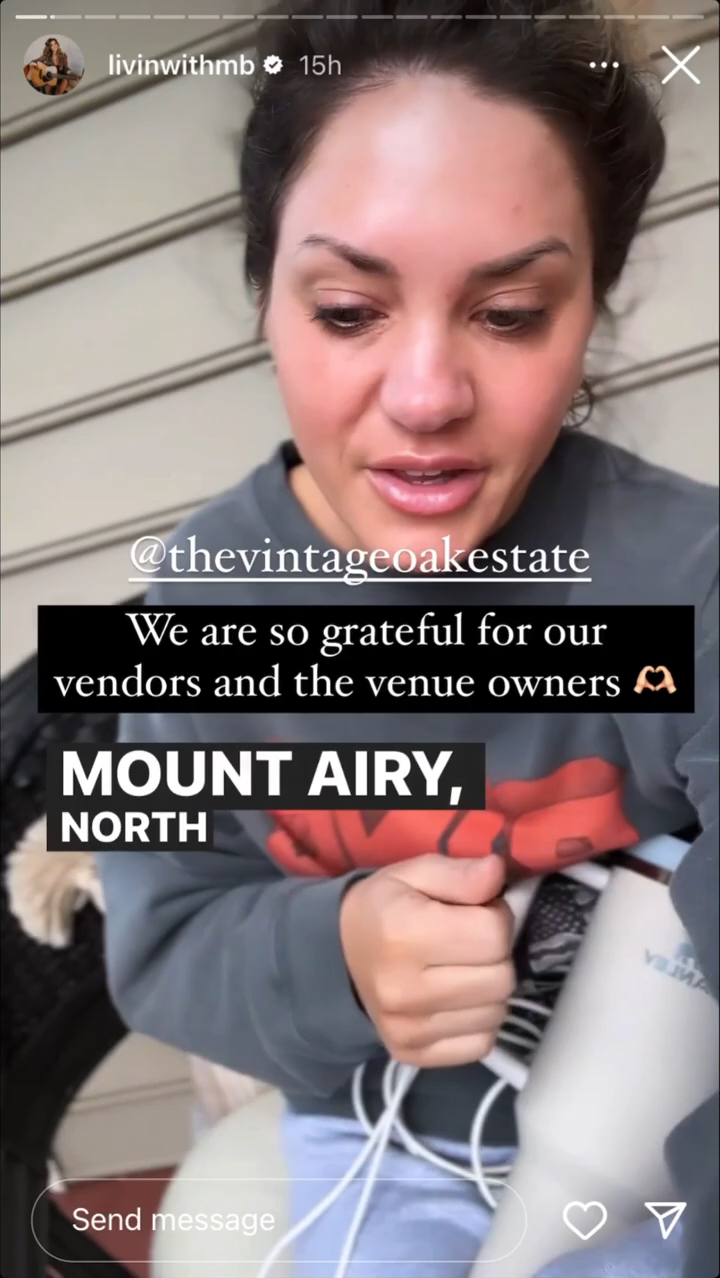 livinwithmb 15h
@thevintageoakestate
We are so grateful for our
vendors and the venue owners 🫶🏼
MOUNT AIRY,
NORTH
Send message